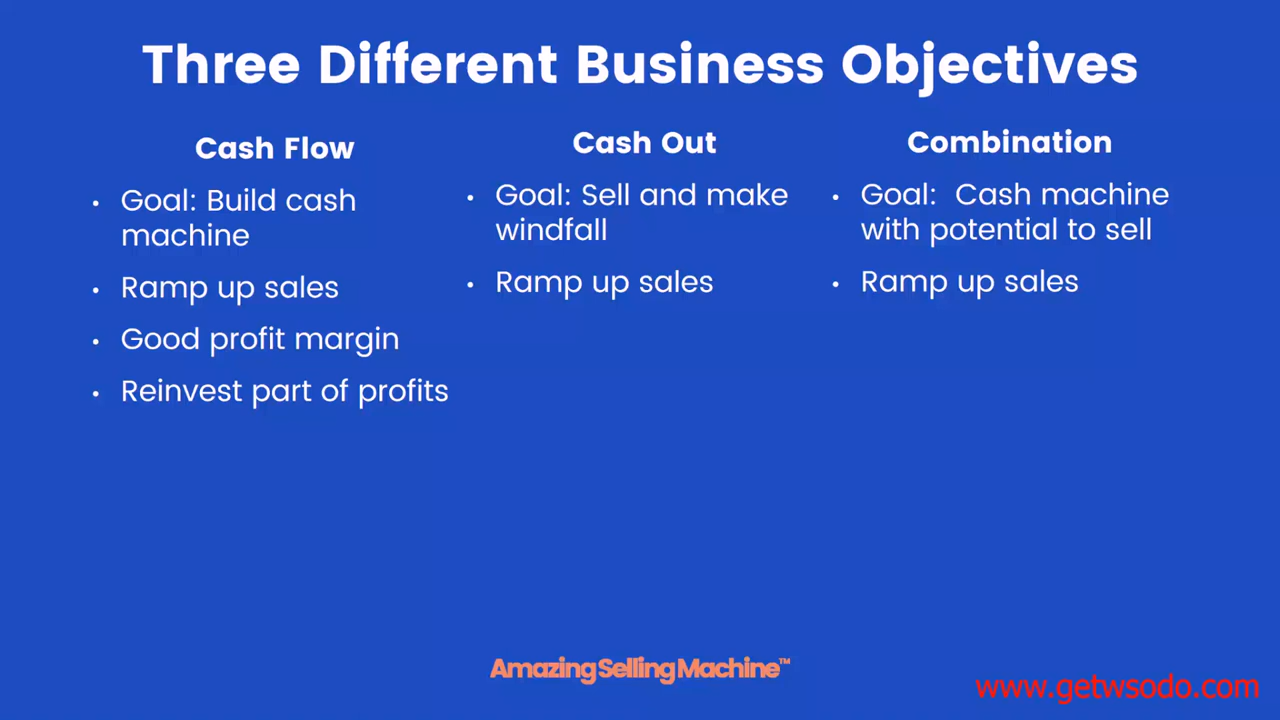 Three Different Business Objectives
Cash Flow
• Goal: Build cash
machine
• Ramp up sales
• Good profit margin
• Reinvest part of profits
Cash Out
• Goal: Sell and make
windfall
• Ramp up sales
Combination
• Goal:  Cash machine
with potential to sell
• Ramp up sales
AmazingSellingMachine™
www.getwsodo.com